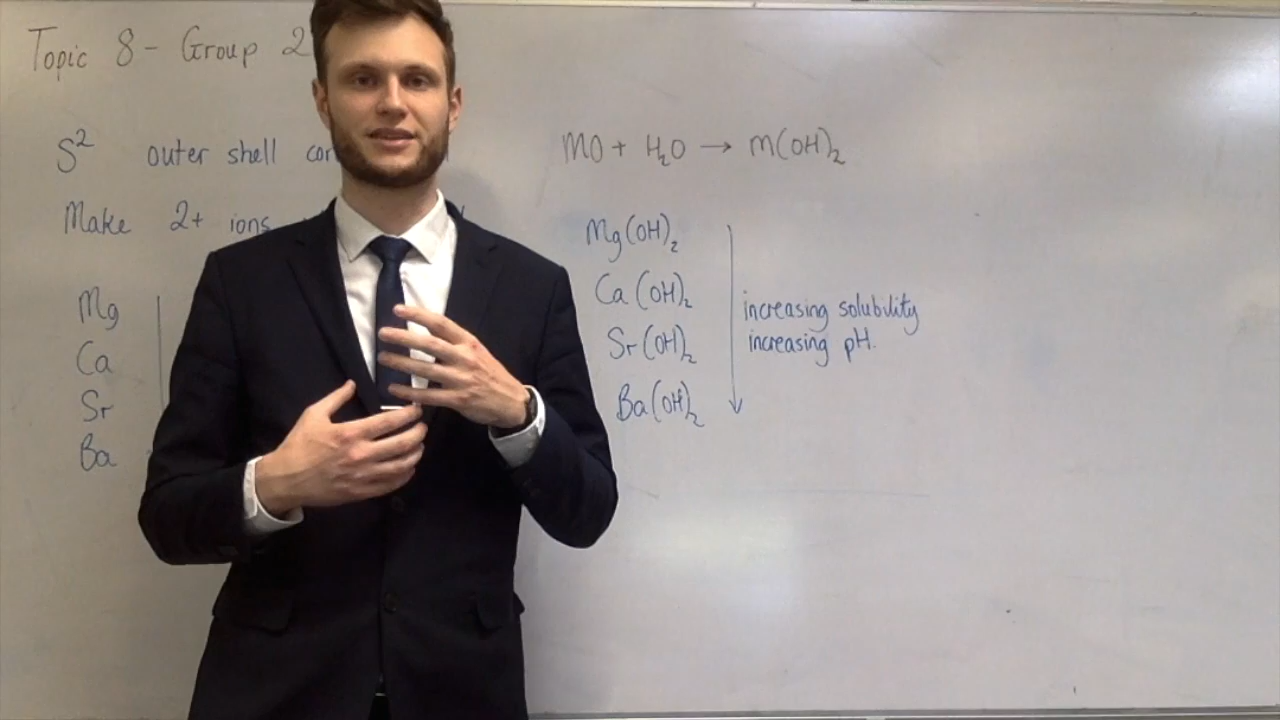 Topic 8 - Group 2
S² outer shell
Make 2+ ions
Mg
Ca
Sr
Ba
MO + H₂O → M(OH)₂
Mg(OH)₂
Ca(OH)₂
Sr(OH)₂
Ba(OH)₂
increasing solubility
increasing pH.